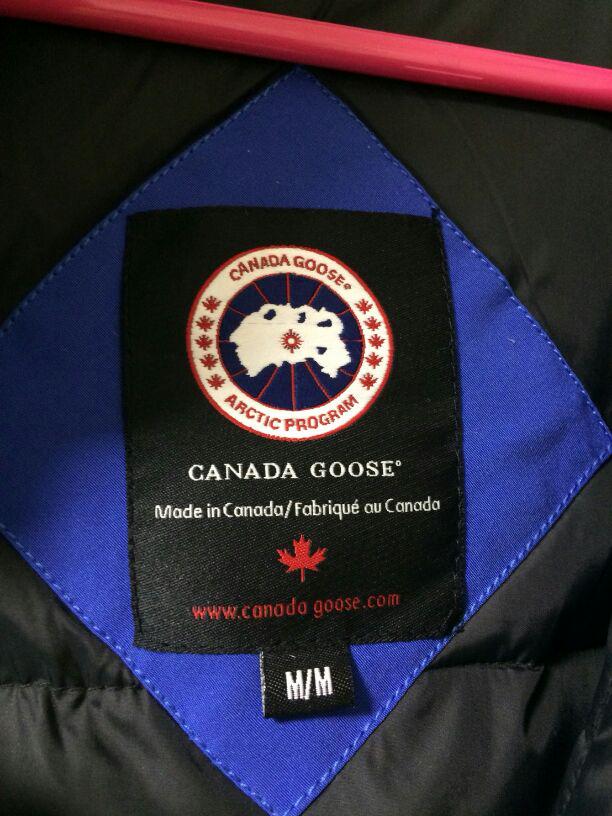 CANADA GOOSE®
ARCTIC PROGRAM
CANADA GOOSE®
Made in Canada/Fabriqué au Canada
www.canada goose.com
M/M